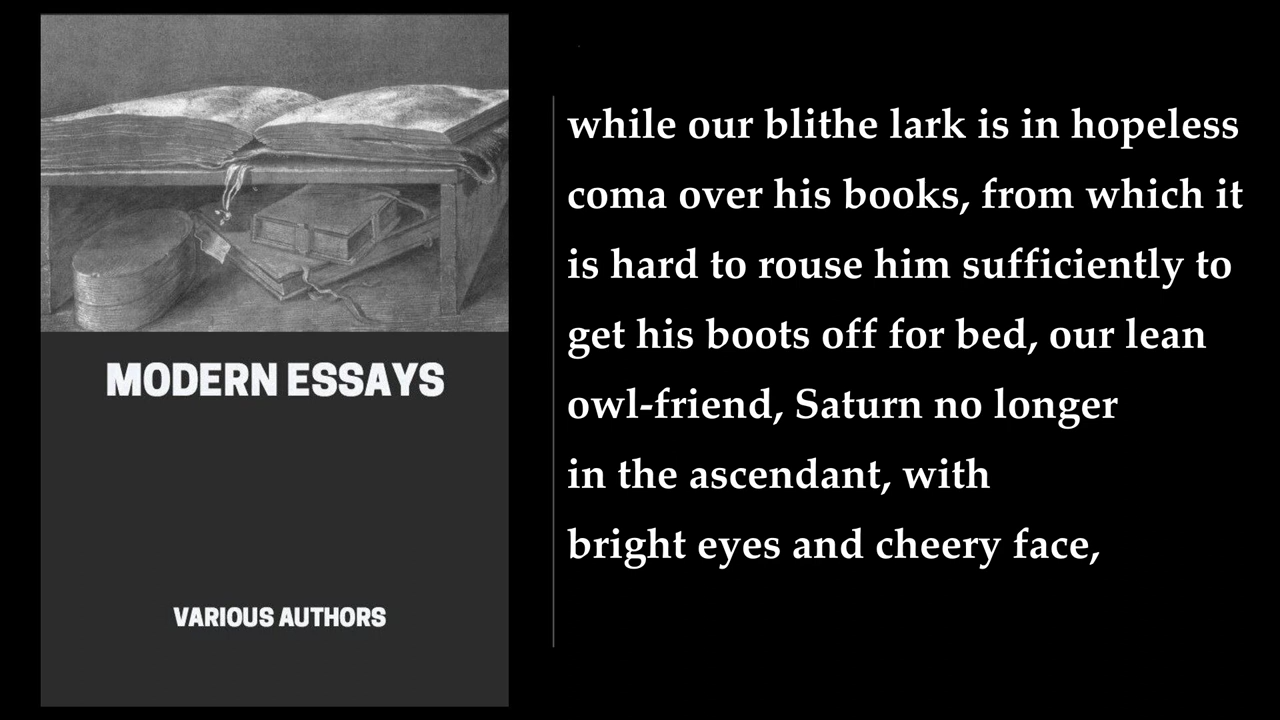 MODERN ESSAYS
VARIOUS AUTHORS
while our blithe lark is in hopeless
coma over his books, from which it
is hard to rouse him sufficiently to
get his boots off for bed, our lean
owl-friend, Saturn no longer
in the ascendant, with
bright eyes and cheery face,